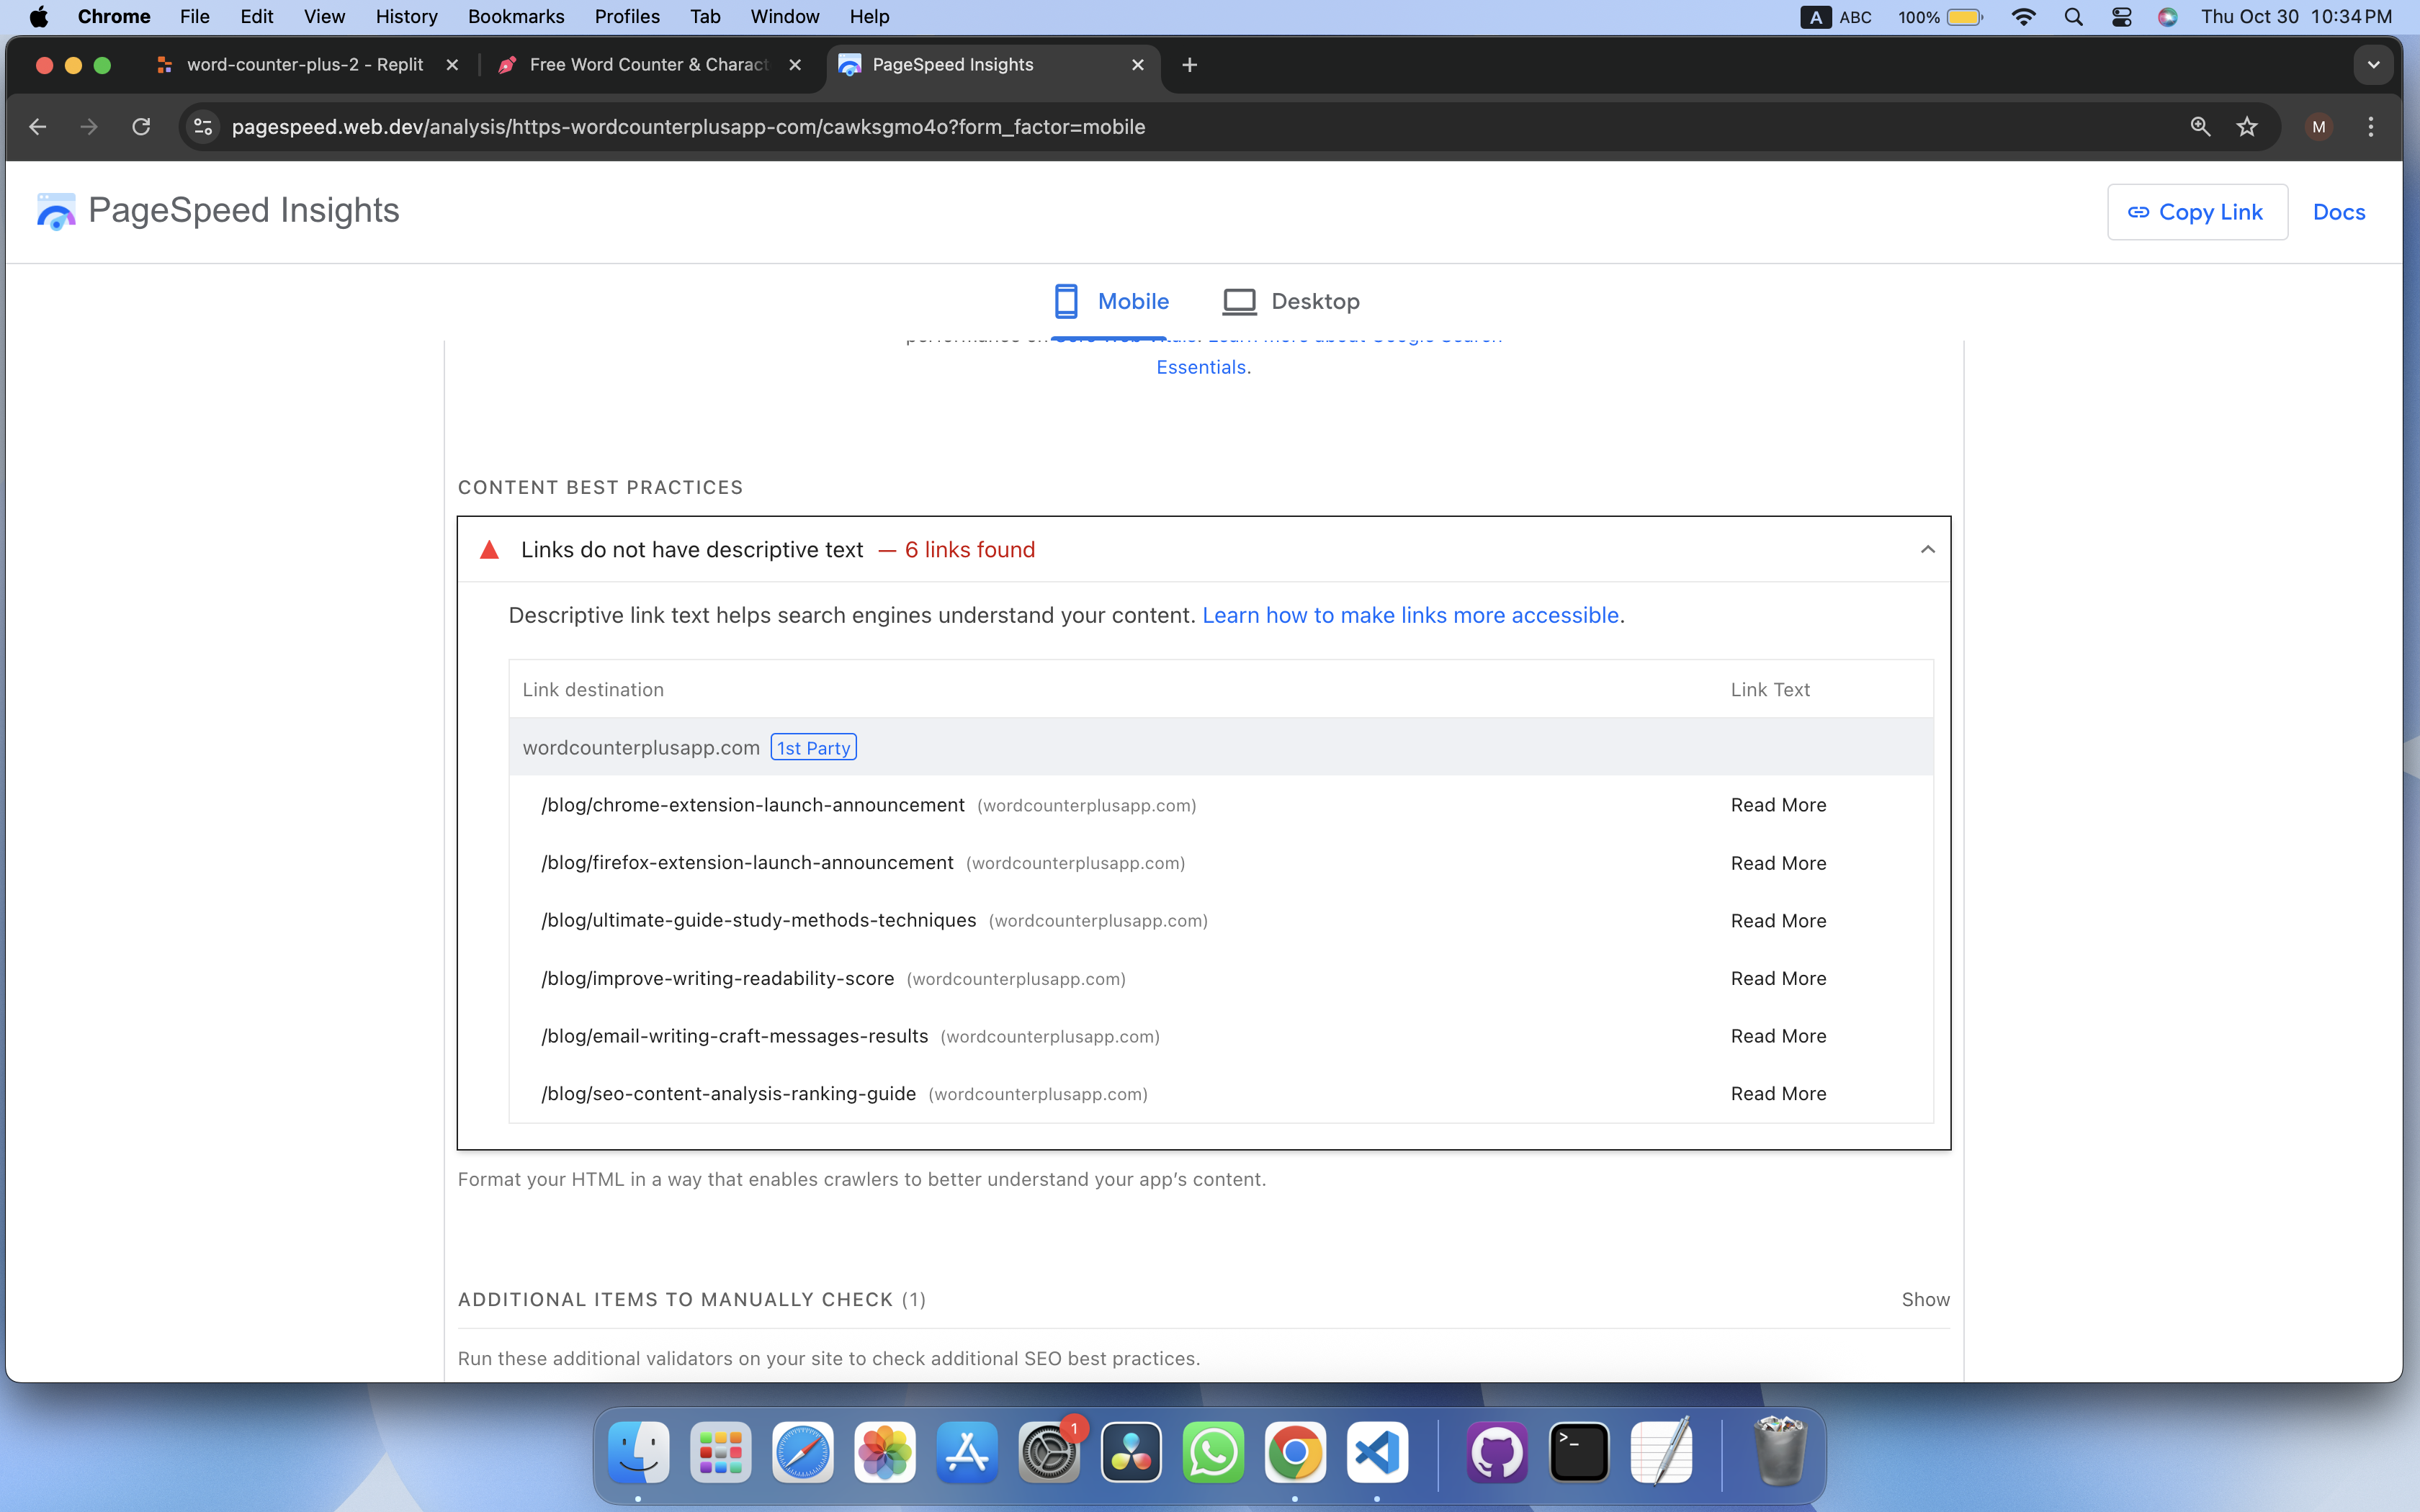 Chrome File Edit View History Bookmarks Profiles Tab Window Help A ABC 100% Thu Oct 30 10:34 PM
word-counter-plus-2 - Replit Free Word Counter & Charact PageSpeed Insights
pagespeed.web.dev/analysis/https-wordcounterplusapp-com/cawksgmo4o?form_factor=mobile M
PageSpeed Insights Copy Link Docs
Mobile Desktop
Essentials.
CONTENT BEST PRACTICES
Links do not have descriptive text — 6 links found
Descriptive link text helps search engines understand your content. Learn how to make links more accessible.
Link destination Link Text
wordcounterplusapp.com 1st Party
/blog/chrome-extension-launch-announcement (wordcounterplusapp.com) Read More
/blog/firefox-extension-launch-announcement (wordcounterplusapp.com) Read More
/blog/ultimate-guide-study-methods-techniques (wordcounterplusapp.com) Read More
/blog/improve-writing-readability-score (wordcounterplusapp.com) Read More
/blog/email-writing-craft-messages-results (wordcounterplusapp.com) Read More
/blog/seo-content-analysis-ranking-guide (wordcounterplusapp.com) Read More
Format your HTML in a way that enables crawlers to better understand your app’s content.
ADDITIONAL ITEMS TO MANUALLY CHECK (1) Show
Run these additional validators on your site to check additional SEO best practices.
1